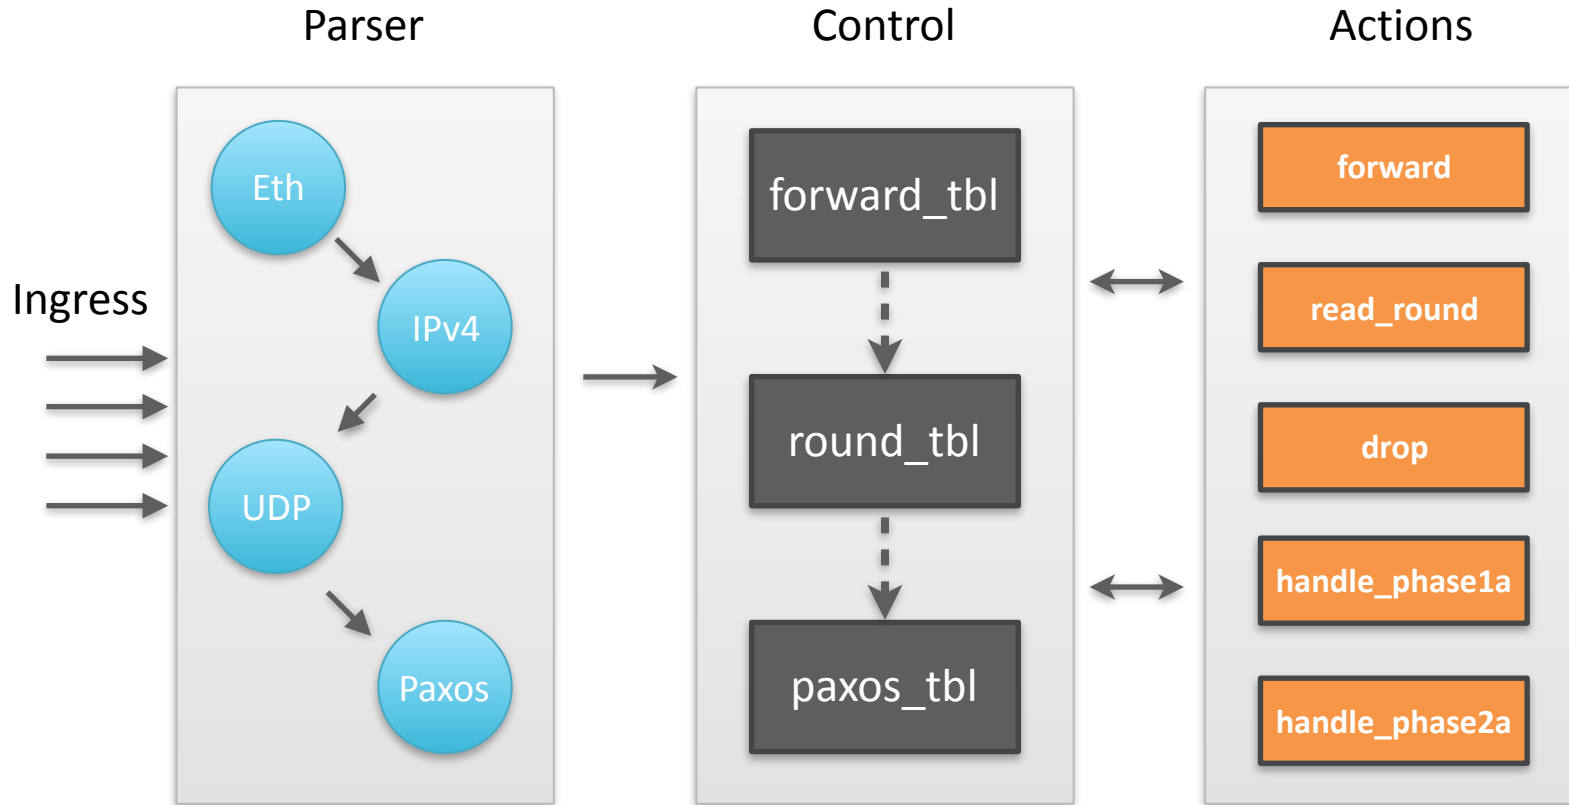 Parser
Control
Actions
Ingress
Eth
IPv4
UDP
Paxos
forward_tbl
round_tbl
paxos_tbl
forward
read_round
drop
handle_phase1a
handle_phase2a